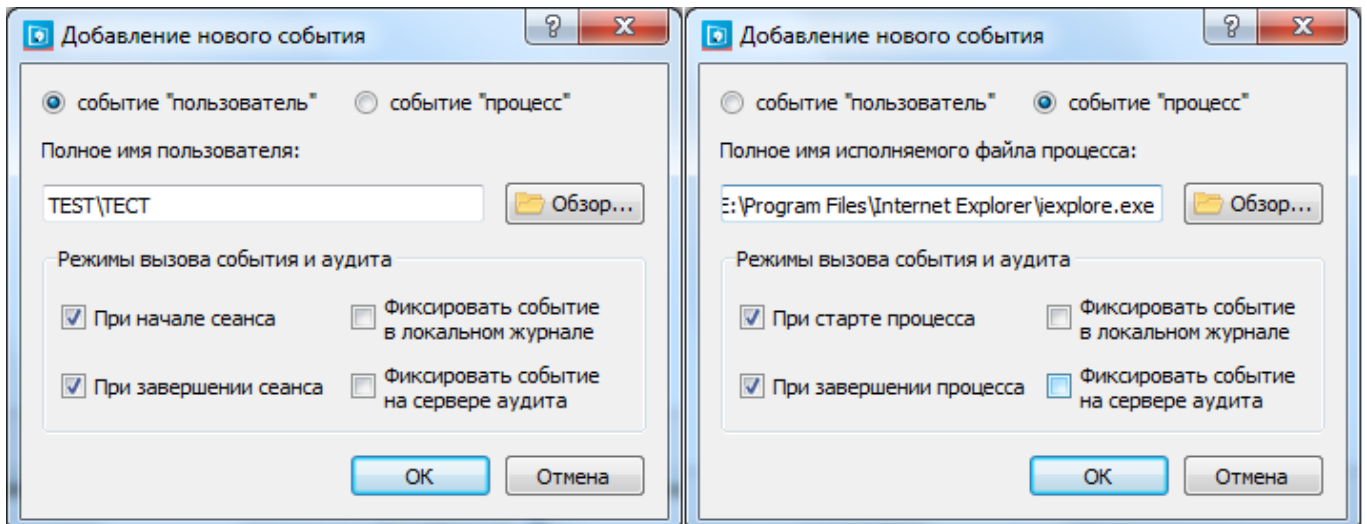 Добавление нового события
событие "пользователь" событие "процесс"
Полное имя пользователя:
TEST\ТЕСТ Обзор...
Режимы вызова события и аудита
При начале сеанса
Фиксировать событие
в локальном журнале
При завершении сеанса
Фиксировать событие
на сервере аудита
ОК Отмена
Добавление нового события
событие "пользователь" событие "процесс"
Полное имя исполняемого файла процесса:
E:\Program Files\Internet Explorer\iexplore.exe Обзор...
Режимы вызова события и аудита
При старте процесса
Фиксировать событие
в локальном журнале
При завершении процесса
Фиксировать событие
на сервере аудита
ОК Отмена